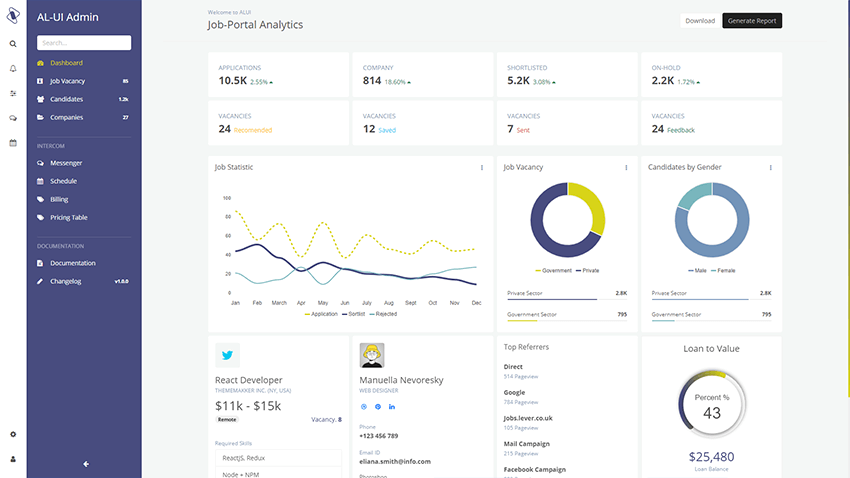 AL-UI Admin
Search...
Dashboard
Job Vacancy 85
Candidates 1.2k
Companies 27
INTERCOM
Messenger
Schedule
Billing
Pricing Table
DOCUMENTATION
Documentation
Changelog v1.0.0
Welcome to ALUI
Job-Portal Analytics
Download
Generate Report
APPLICATIONS
10.5K 2.55%
COMPANY
814 18.60%
SHORTLISTED
5.2K 3.08%
ON-HOLD
2.2K 1.72%
VACANCIES
24 Recomended
VACANCIES
12 Saved
VACANCIES
7 Sent
VACANCIES
24 Feedback
Job Statistic
100
80
60
40
20
0
Jan Feb March Apr May Jun July Aug Sept Oct Nov Dec
Application Sortlist Rejected
Job Vacancy
Government Private
Private Sector 2.8K
Government Sector 795
Candidates by Gender
Male Female
Private Sector 2.8K
Government Sector 795
React Developer
THEMEMAKKER INC. (NY, USA)
$11k - $15k
Remote
Vacancy. 8
Required Skills
ReactJS, Redux
Node + NPM
Manuella Nevoresky
WEB DESIGNER
Phone
+123 456 789
Email ID
eliana.smith@info.com
Top Referrers
Direct
514 Pageview
Google
784 Pageview
Jobs.lever.co.uk
105 Pageview
Mail Campaign
215 Pageview
Facebook Campaign
Loan to Value
Percent %
43
$25,480
Loan Balance